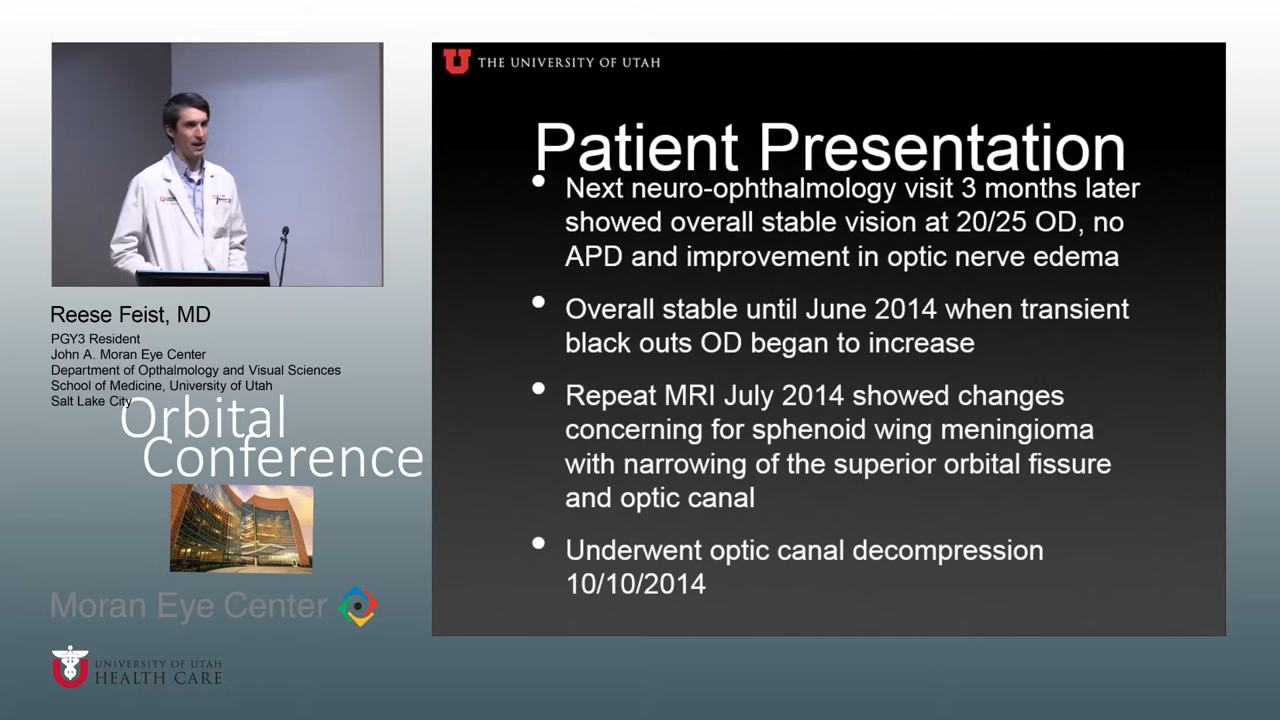 Reese Feist, MD
PGY3 Resident
John A. Moran Eye Center
Department of Opthalmology and Visual Sciences
School of Medicine, University of Utah
Salt Lake City
Orbital
Conference
Moran Eye Center
UNIVERSITY OF UTAH
HEALTH CARE
THE UNIVERSITY OF UTAH
Patient Presentation
• Next neuro-ophthalmology visit 3 months later
showed overall stable vision at 20/25 OD, no
APD and improvement in optic nerve edema
• Overall stable until June 2014 when transient
black outs OD began to increase
• Repeat MRI July 2014 showed changes
concerning for sphenoid wing meningioma
with narrowing of the superior orbital fissure
and optic canal
• Underwent optic canal decompression
10/10/2014